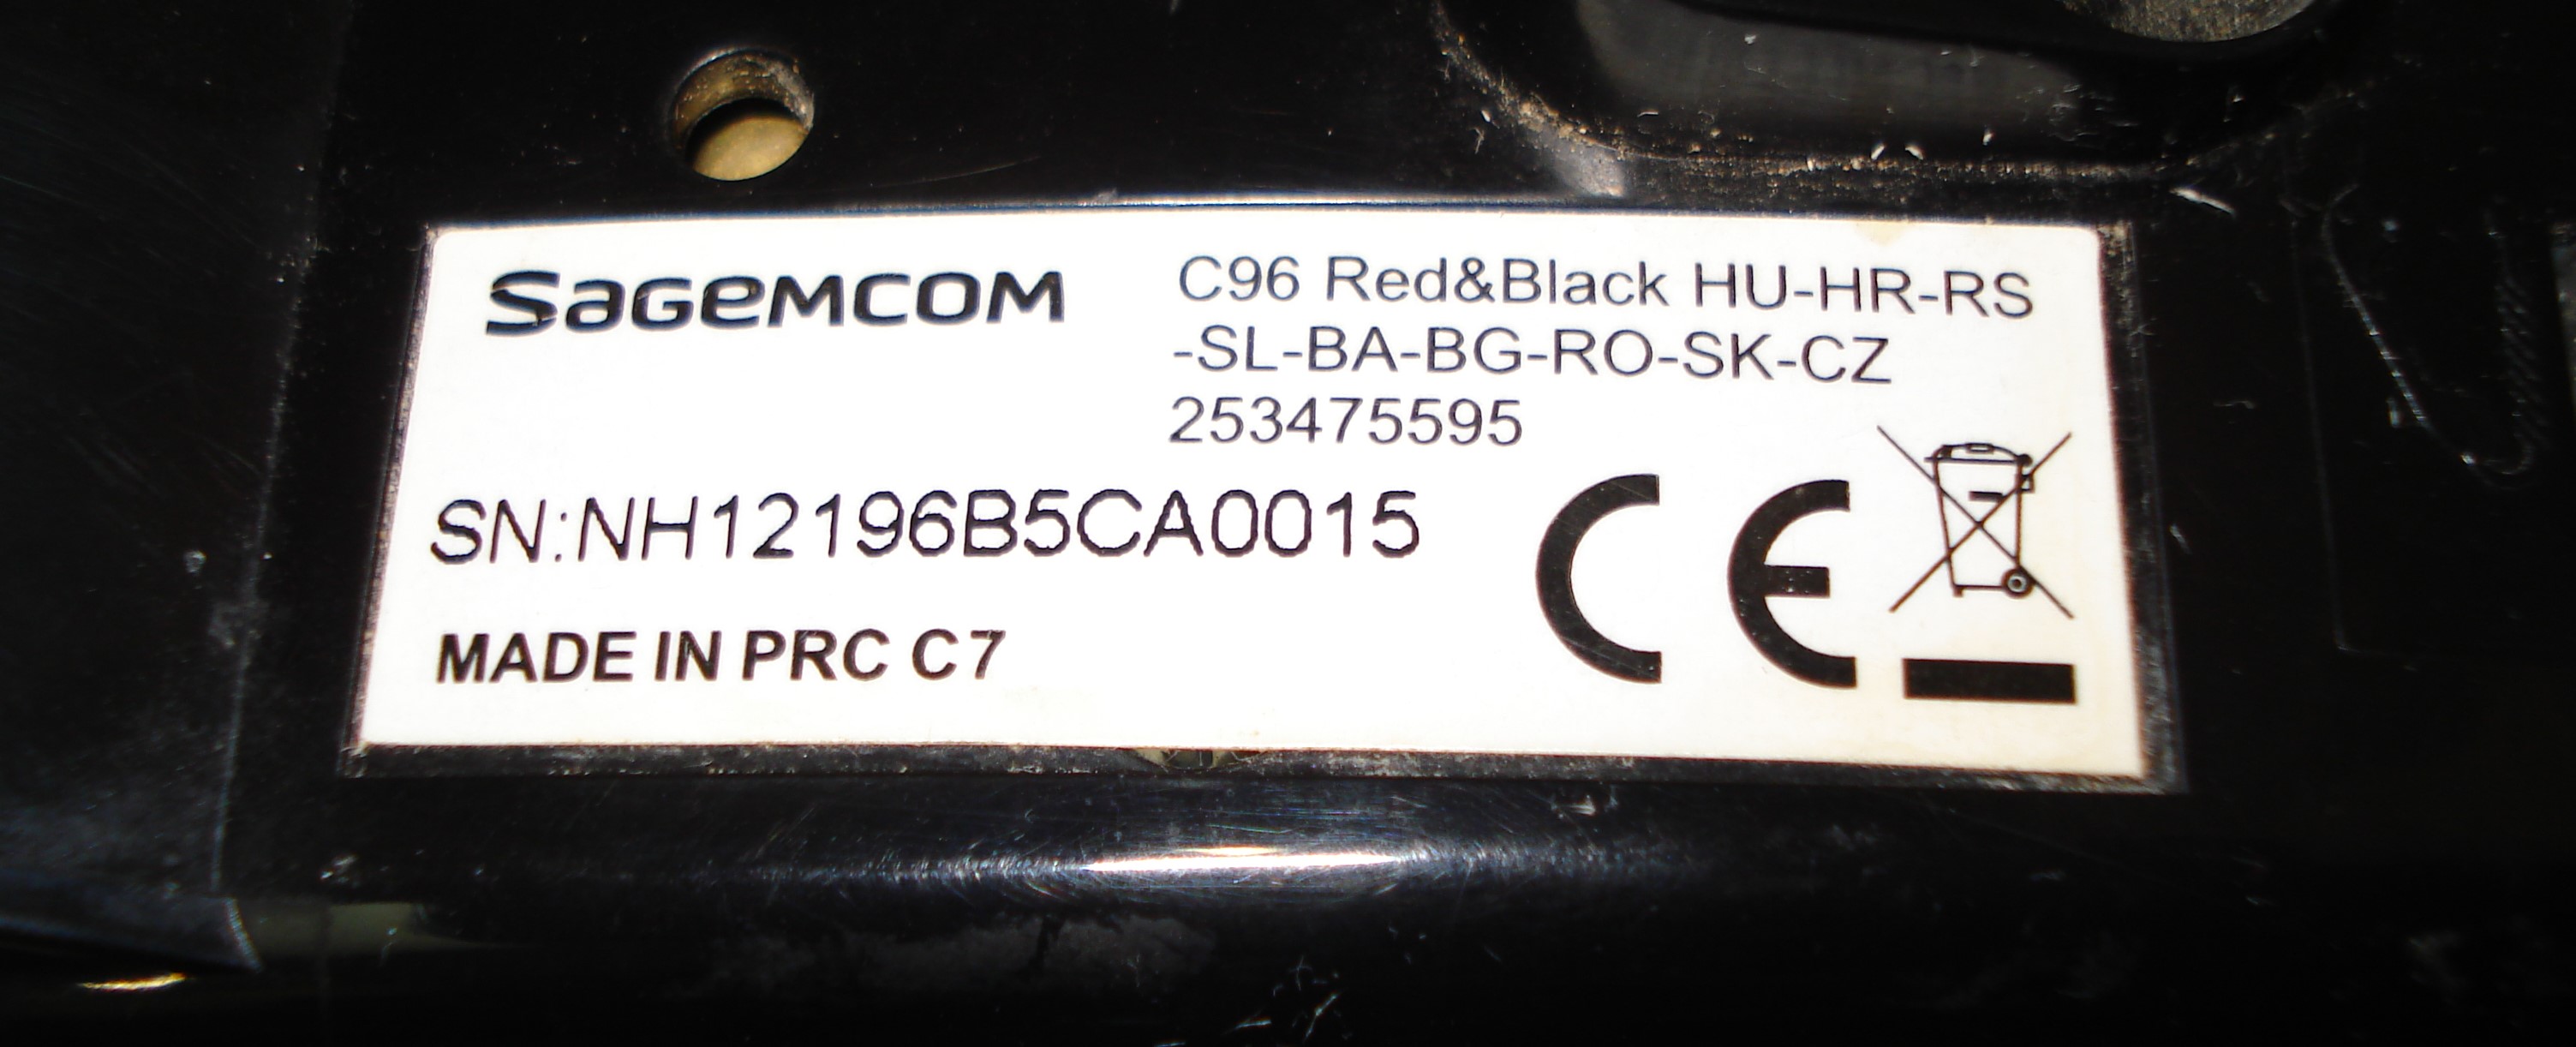 SAGEMCOM
C96 Red&Black HU-HR-RS
-SL-BA-BG-RO-SK-CZ
253475595
SN:NH12196B5CA0015
MADE IN PRC C7
CE